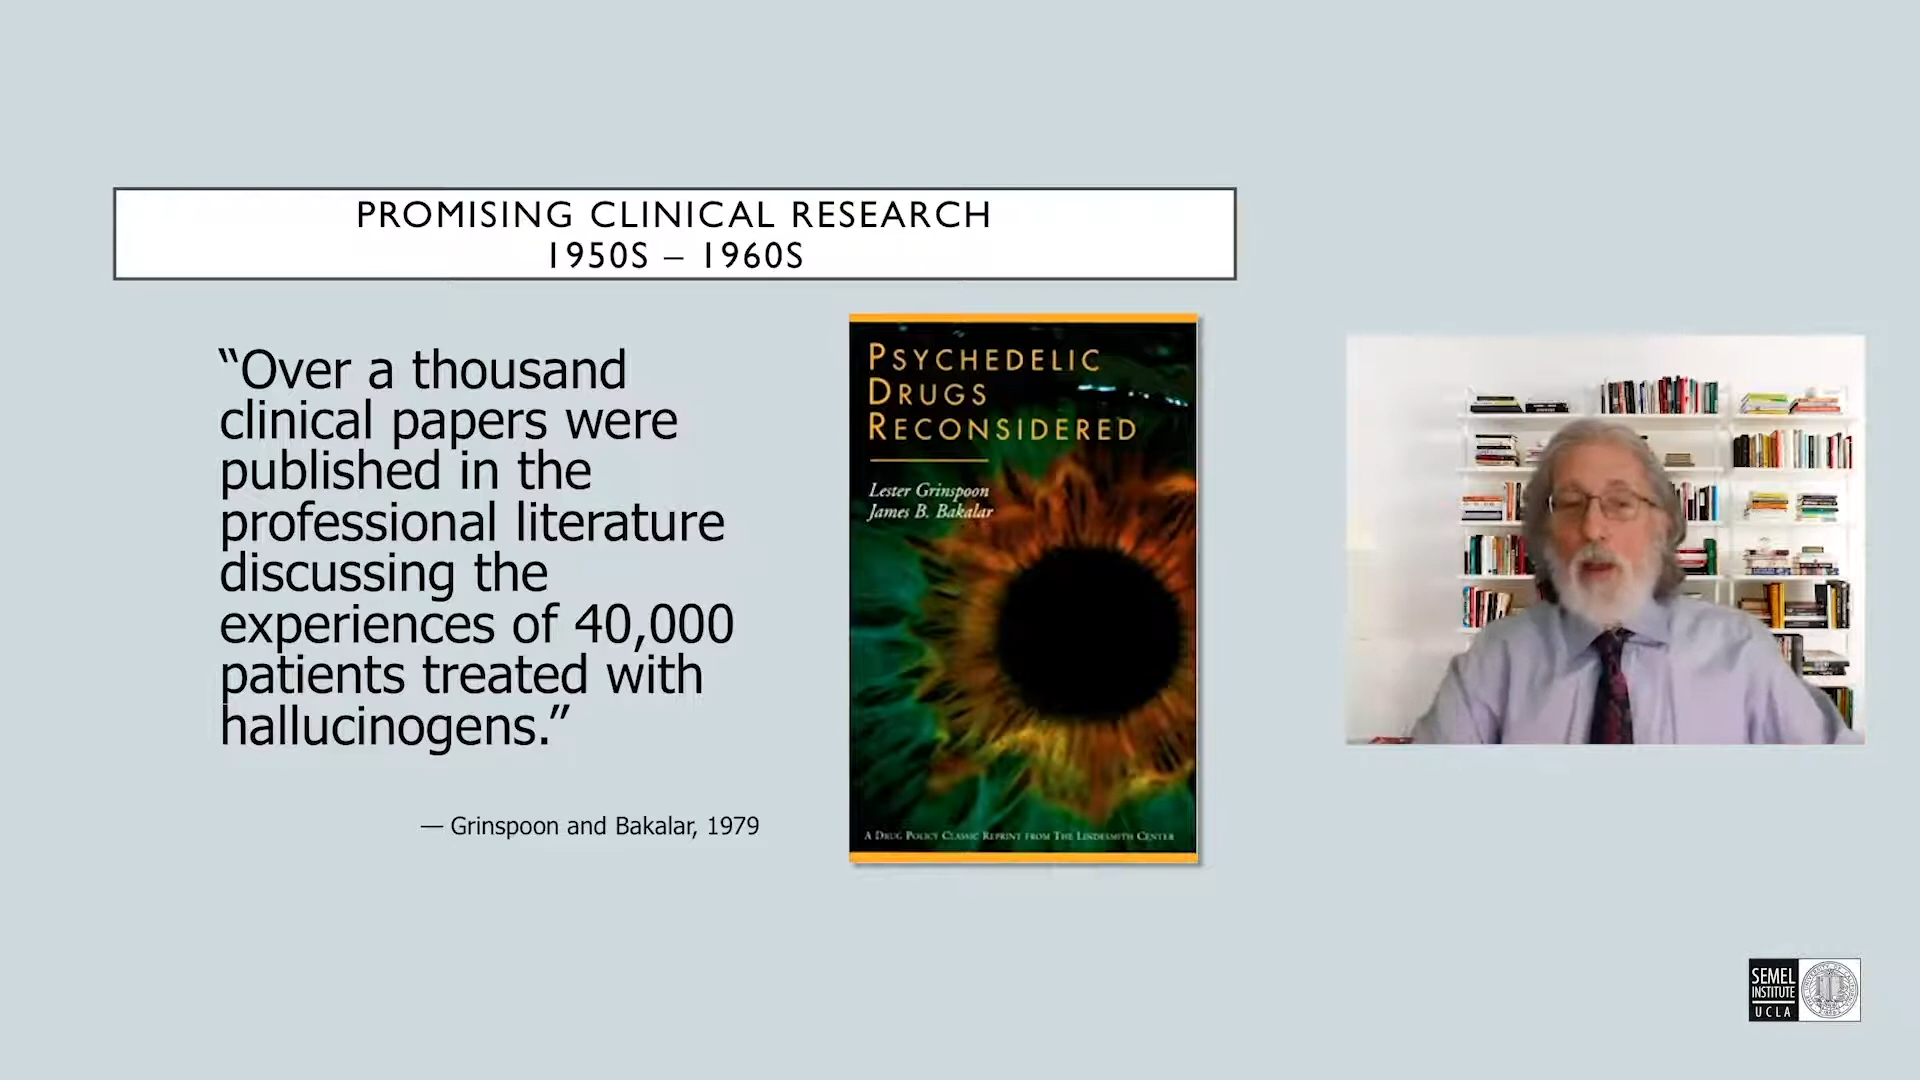 PROMISING CLINICAL RESEARCH
1950S – 1960S
“Over a thousand
clinical papers were
published in the
professional literature
discussing the
experiences of 40,000
patients treated with
hallucinogens.”
— Grinspoon and Bakalar, 1979
PSYCHEDELIC
DRUGS
RECONSIDERED
Lester Grinspoon
James B. Bakalar
A DRUG POLICY CLASSIC REPRINT FROM THE LINDESMITH CENTER
SEMEL
INSTITUTE
UCLA